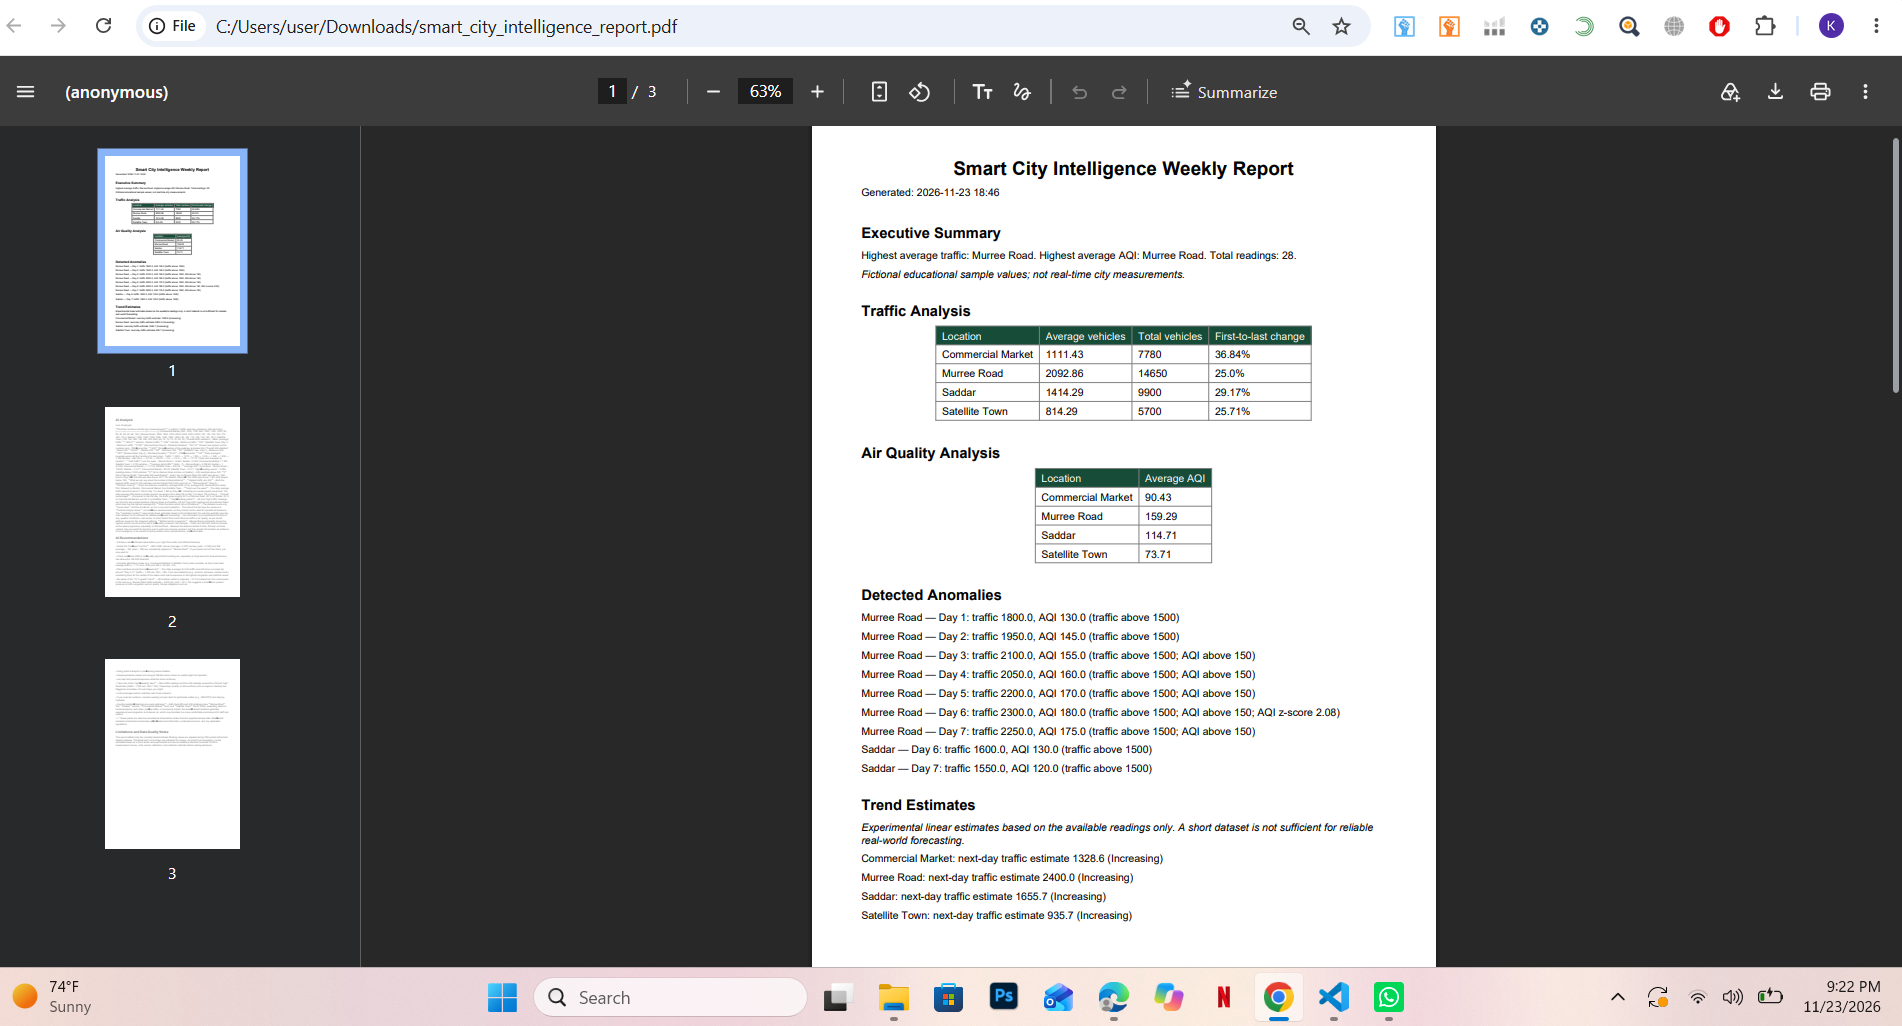 File
C:/Users/user/Downloads/smart_city_intelligence_report.pdf
K
(anonymous)
1 / 3
63%
Summarize
1
2
3
Smart City Intelligence Weekly Report
Generated: 2026-11-23 18:46
Executive Summary
Highest average traffic: Murree Road. Highest average AQI: Murree Road. Total readings: 28.
Fictional educational sample values; not real-time city measurements.
Traffic Analysis
Location Average vehicles Total vehicles First-to-last change
Commercial Market 1111.43 7780 36.84%
Murree Road 2092.86 14650 25.0%
Saddar 1414.29 9900 29.17%
Satellite Town 814.29 5700 25.71%
Air Quality Analysis
Location Average AQI
Commercial Market 90.43
Murree Road 159.29
Saddar 114.71
Satellite Town 73.71
Detected Anomalies
Murree Road — Day 1: traffic 1800.0, AQI 130.0 (traffic above 1500)
Murree Road — Day 2: traffic 1950.0, AQI 145.0 (traffic above 1500)
Murree Road — Day 3: traffic 2100.0, AQI 155.0 (traffic above 1500; AQI above 150)
Murree Road — Day 4: traffic 2050.0, AQI 160.0 (traffic above 1500; AQI above 150)
Murree Road — Day 5: traffic 2200.0, AQI 170.0 (traffic above 1500; AQI above 150)
Murree Road — Day 6: traffic 2300.0, AQI 180.0 (traffic above 1500; AQI above 150; AQI z-score 2.08)
Murree Road — Day 7: traffic 2250.0, AQI 175.0 (traffic above 1500; AQI above 150)
Saddar — Day 6: traffic 1600.0, AQI 130.0 (traffic above 1500)
Saddar — Day 7: traffic 1550.0, AQI 120.0 (traffic above 1500)
Trend Estimates
Experimental linear estimates based on the available readings only. A short dataset is not sufficient for reliable
real-world forecasting.
Commercial Market: next-day traffic estimate 1328.6 (Increasing)
Murree Road: next-day traffic estimate 2400.0 (Increasing)
Saddar: next-day traffic estimate 1655.7 (Increasing)
Satellite Town: next-day traffic estimate 935.7 (Increasing)
74°F
Sunny
Search
Ps
N
9:22 PM
11/23/2026